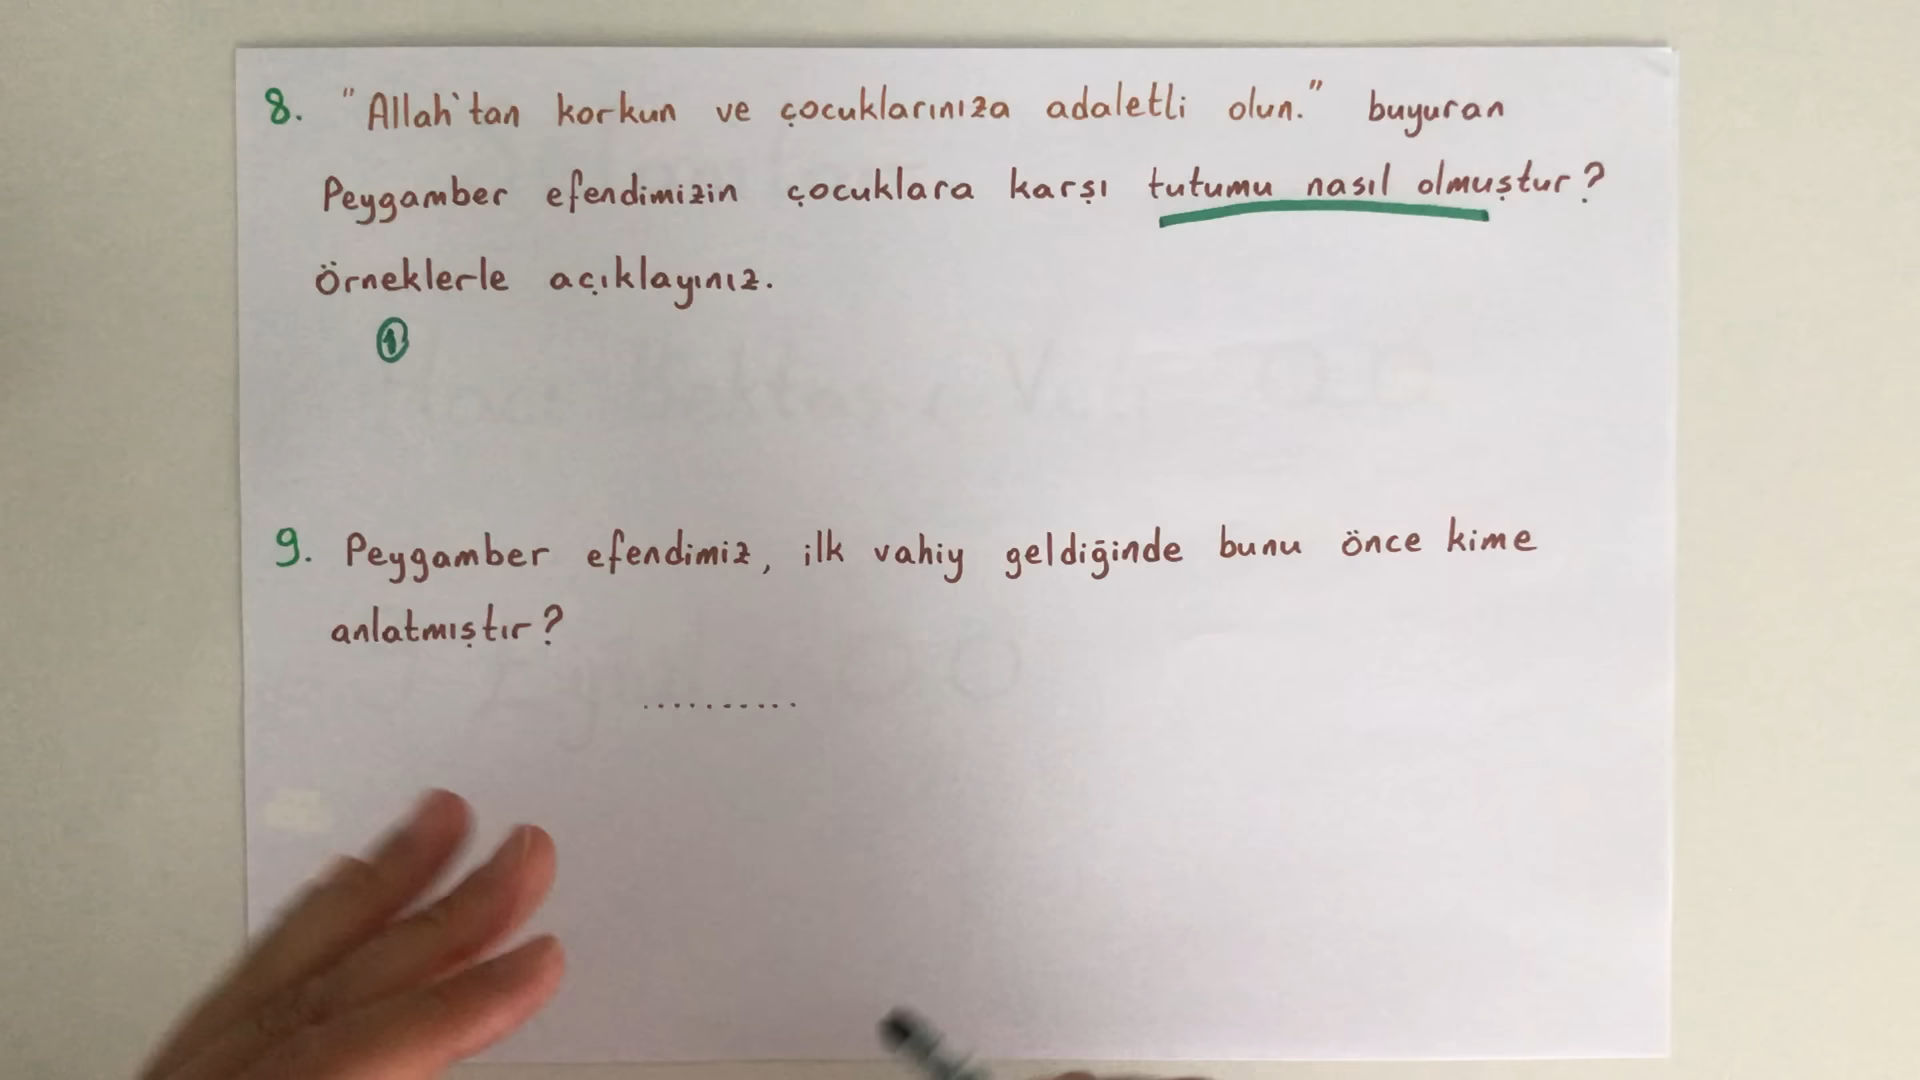 8. "Allah'tan korkun ve çocuklarınıza adaletli olun." buyuran
Peygamber efendimizin çocuklara karşı tutumu nasıl olmuştur?
Örneklerle açıklayınız.
1
9. Peygamber efendimiz, ilk vahiy geldiğinde bunu önce kime
anlatmıştır?
..........